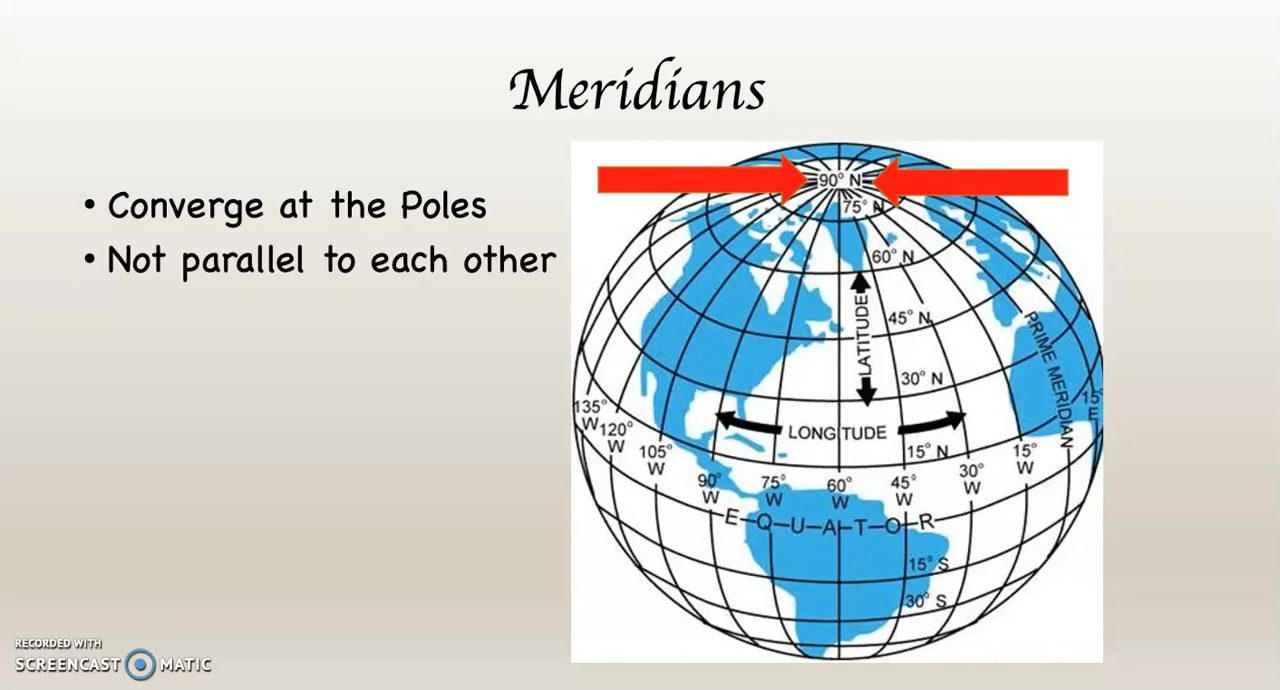 Meridians
• Converge at the Poles
• Not parallel to each other
90° N
75° N
60° N
LATITUDE
45° N
PRIME MERIDIAN
30° N
15° E
135° W
120° W
LONGITUDE
105° W
15° N
15° W
90° W
75° W
60° W
45° W
30° W
E-Q-U-A-T-O-R
15° S
30° S
RECORDED WITH
SCREENCAST MATIC